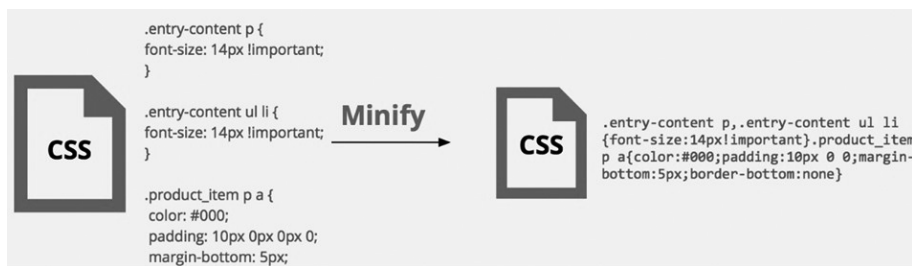 .entry-content p {
font-size: 14px !important;
}
.entry-content ul li {
font-size: 14px !important;
}
.product_item p a {
color: #000;
padding: 10px 0px 0px 0;
margin-bottom: 5px;
CSS
Minify
CSS
.entry-content p,.entry-content ul li
{font-size:14px!important}.product_item
p a{color:#000;padding:10px 0 0;margin-
bottom:5px;border-bottom:none}